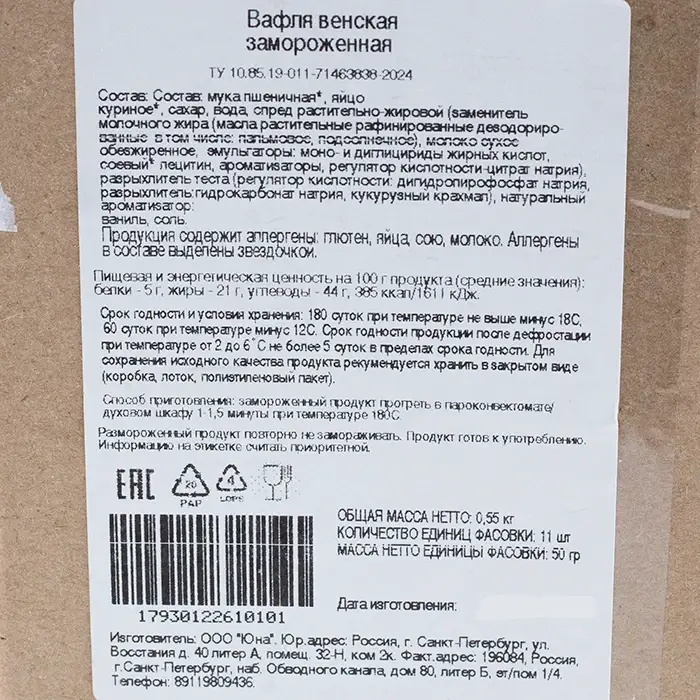 Вафля венская
замороженная
ТУ 10.85.19-011-71463838-2024
Состав: Состав: мука пшеничная*, яйцо
куриное*, сахар, вода, спред растительно-жировой (заменитель
молочного жира (масла растительные рафинированные дезодориро-
ванные в том числе: пальмовое, подсолнечное), молоко сухое
обезжиренное, эмульгаторы: моно- и диглицириды жирных кислот,
соевый* лецитин, ароматизаторы, регулятор кислотности-цитрат натрия),
разрыхлитель теста (регулятор кислотности: дигидропирофосфат натрия,
разрыхлитель:гидрокарбонат натрия, кукурузный крахмал), натуральный
ароматизатор:
ваниль, соль.
Продукция содержит аллергены: глютен, яйца, сою, молоко. Аллергены
в составе выделены звездочкой.
Пищевая и энергетическая ценность на 100 г продукта (средние значения):
белки - 5 г, жиры - 21 г, углеводы - 44 г, 385 ккал/1611 кДж.
Срок годности и условия хранения: 180 суток при температуре не выше минус 18С,
60 суток при температуре минус 12С. Срок годности продукции после дефростации
при температуре от 2 до 6°С не более 5 суток в пределах срока годности. Для
сохранения исходного качества продукта рекомендуется хранить в закрытом виде
(коробка, лоток, полиэтиленовый пакет).
Способ приготовления: замороженный продукт прогреть в пароконвектомате/
духовом шкафу 1-1,5 минуты при температуре 180С.
Размороженный продукт повторно не замораживать. Продукт готов к употреблению.
Информацию на этикетке считать приоритетной.
ЕАС 20 PAP 4 LDPE
ОБЩАЯ МАССА НЕТТО: 0,55 кг
КОЛИЧЕСТВО ЕДИНИЦ ФАСОВКИ: 11 шт
МАССА НЕТТО ЕДИНИЦЫ ФАСОВКИ: 50 гр
Дата изготовления:
17930122610101
Изготовитель: ООО "Юна". Юр.адрес: Россия, г. Санкт-Петербург, ул.
Восстания д. 40 литер А, помещ. 32-Н, ком 2к. Факт.адрес: 196084, Россия,
г.Санкт-Петербург, наб. Обводного канала, дом 80, литер Б, эт/пом 1/4.
Телефон: 89119809436.